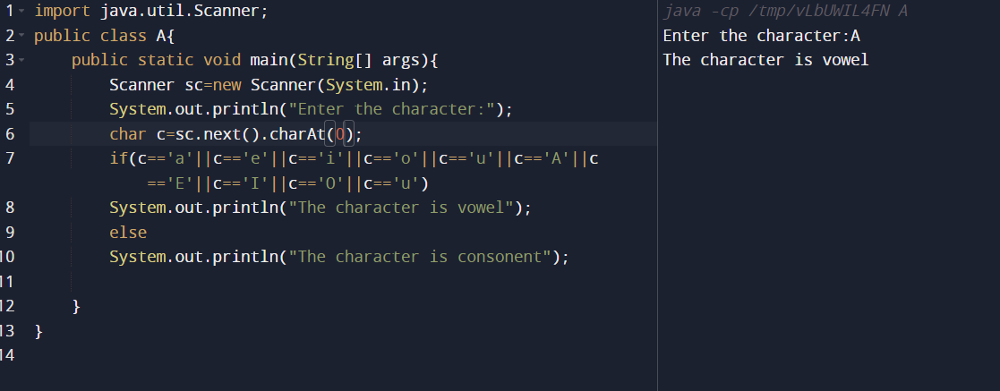 1 import java.util.Scanner;
2 public class A{
3 public static void main(String[] args){
4 Scanner sc=new Scanner(System.in);
5 System.out.println("Enter the character:");
6 char c=sc.next().charAt(0);
7 if(c=='a'||c=='e'||c=='i'||c=='o'||c=='u'||c=='A'||c
=='E'||c=='I'||c=='O'||c=='u')
8 System.out.println("The character is vowel");
9 else
10 System.out.println("The character is consonent");
11
12 }
13 }
14
java -cp /tmp/vLbUWIL4FN A
Enter the character:A
The character is vowel